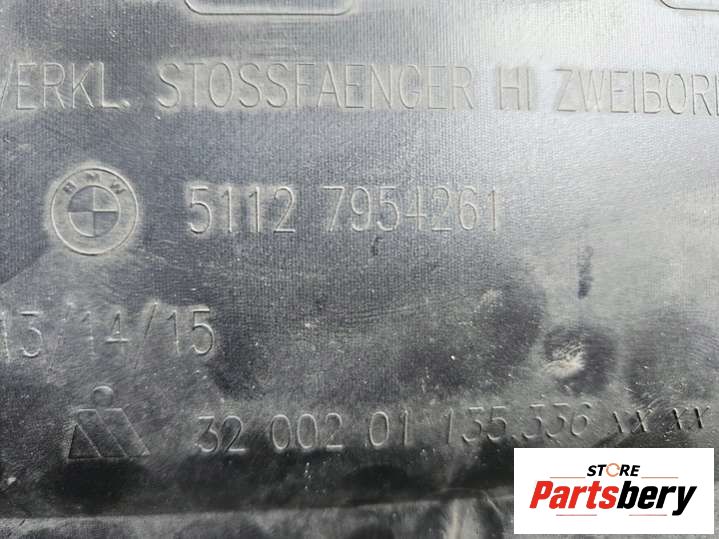 VERKL. STOSSFAENGER HI ZWEIBOR
BMW
5112 7954261
13/14/15
32 002 01 135.336 XX XX
STORE
Partsbery